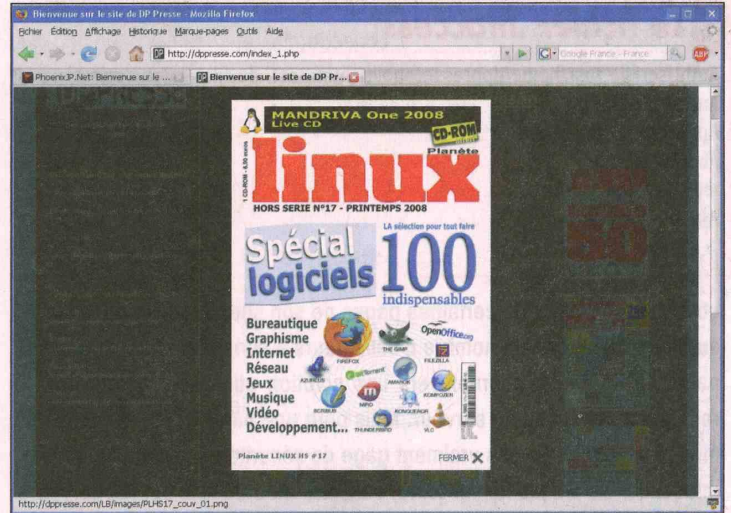 Bienvenue sur le site de DP Presse - Mozilla Firefox
Fichier Édition Affichage Historique Marque-pages Outils Aide
http://dppresse.com/index_1.php
Google France - France
ABP
PhoenixJP.Net: Bienvenue sur le ...
Bienvenue sur le site de DP Pr...
MANDRIVA One 2008
Live CD
CD-ROM
Planète
linux
1 CD-ROM - 8,90 euros
HORS SERIE N°17 - PRINTEMPS 2008
LA sélection pour tout faire
Spécial
logiciels
100
indispensables
Bureautique
Graphisme
Internet
Réseau
Jeux
Musique
Vidéo
Développement...
FIREFOX
THE GIMP
OpenOffice.org
FILEZILLA
AZUREUS
BitTorrent
AMAROK
KOMPOZER
SCRIBUS
MIRO
KONQUEROR
THUNDERBIRD
VLC
Planète LINUX HS #17
FERMER X
http://dppresse.com/LB/images/PLHS17_couv_01.png